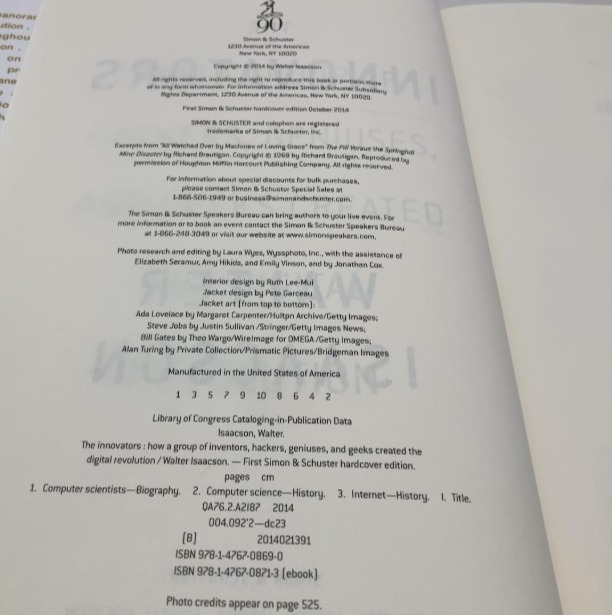 90
Simon & Schuster
1230 Avenue of the Americas
New York, NY 10020
Copyright © 2014 by Walter Isaacson
All rights reserved, including the right to reproduce this book or portions there
of in any form whatsoever. For information address Simon & Schuster Subsidiary
Rights Department, 1230 Avenue of the Americas, New York, NY 10020.
First Simon & Schuster hardcover edition October 2014
SIMON & SCHUSTER and colophon are registered
trademarks of Simon & Schuster, Inc.
Excerpts from "All Watched Over by Machines of Loving Grace" from The Pill Versus the Springhill
Mine Disaster by Richard Brautigan. Copyright © 1968 by Richard Brautigan. Reproduced by
permission of Houghton Mifflin Harcourt Publishing Company. All rights reserved.
For information about special discounts for bulk purchases,
please contact Simon & Schuster Special Sales at
1-866-506-1949 or business@simonandschuster.com.
The Simon & Schuster Speakers Bureau can bring authors to your live event. For
more information or to book an event contact the Simon & Schuster Speakers Bureau
at 1-866-248-3049 or visit our website at www.simonspeakers.com.
Photo research and editing by Laura Wyss, Wyssphoto, Inc., with the assistance of
Elizabeth Seramur, Amy Hikida, and Emily Vinson, and by Jonathan Cox.
Interior design by Ruth Lee-Mui
Jacket design by Pete Garceau
Jacket art (from top to bottom):
Ada Lovelace by Margaret Carpenter/Hulton Archive/Getty Images;
Steve Jobs by Justin Sullivan /Stringer/Getty Images News;
Bill Gates by Theo Wargo/WireImage for OMEGA /Getty Images;
Alan Turing by Private Collection/Prismatic Pictures/Bridgeman Images
Manufactured in the United States of America
1 3 5 7 9 10 8 6 4 2
Library of Congress Cataloging-in-Publication Data
Isaacson, Walter.
The innovators : how a group of inventors, hackers, geniuses, and geeks created the
digital revolution / Walter Isaacson. — First Simon & Schuster hardcover edition.
pages cm
1. Computer scientists—Biography. 2. Computer science—History. 3. Internet—History. I. Title.
QA76.2.A2I87 2014
004.092'2—dc23
[B] 2014021391
ISBN 978-1-4767-0869-0
ISBN 978-1-4767-0871-3 (ebook)
Photo credits appear on page 525.